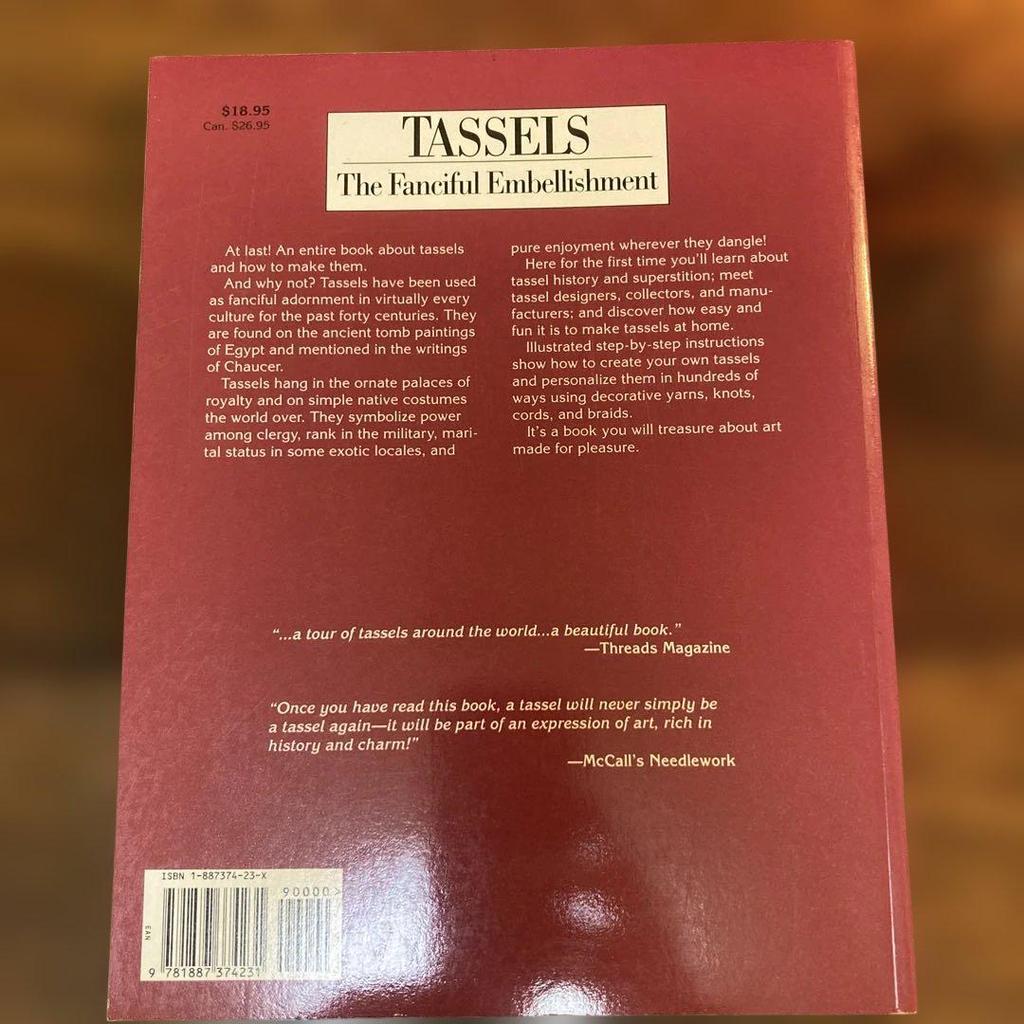 $18.95
Can. $26.95
TASSELS
The Fanciful Embellishment
At last! An entire book about tassels
and how to make them.
And why not? Tassels have been used
as fanciful adornment in virtually every
culture for the past forty centuries. They
are found on the ancient tomb paintings
of Egypt and mentioned in the writings
of Chaucer.
Tassels hang in the ornate palaces of
royalty and on simple native costumes
the world over. They symbolize power
among clergy, rank in the military, mari-
tal status in some exotic locales, and
pure enjoyment wherever they dangle!
Here for the first time you'll learn about
tassel history and superstition; meet
tassel designers, collectors, and manu-
facturers; and discover how easy and
fun it is to make tassels at home.
Illustrated step-by-step instructions
show how to create your own tassels
and personalize them in hundreds of
ways using decorative yarns, knots,
cords, and braids.
It's a book you will treasure about art
made for pleasure.
"...a tour of tassels around the world...a beautiful book."
—Threads Magazine
"Once you have read this book, a tassel will never simply be
a tassel again—it will be part of an expression of art, rich in
history and charm!"
—McCall's Needlework
ISBN 1-887374-23-X
90000>
EAN
9 781887 374231